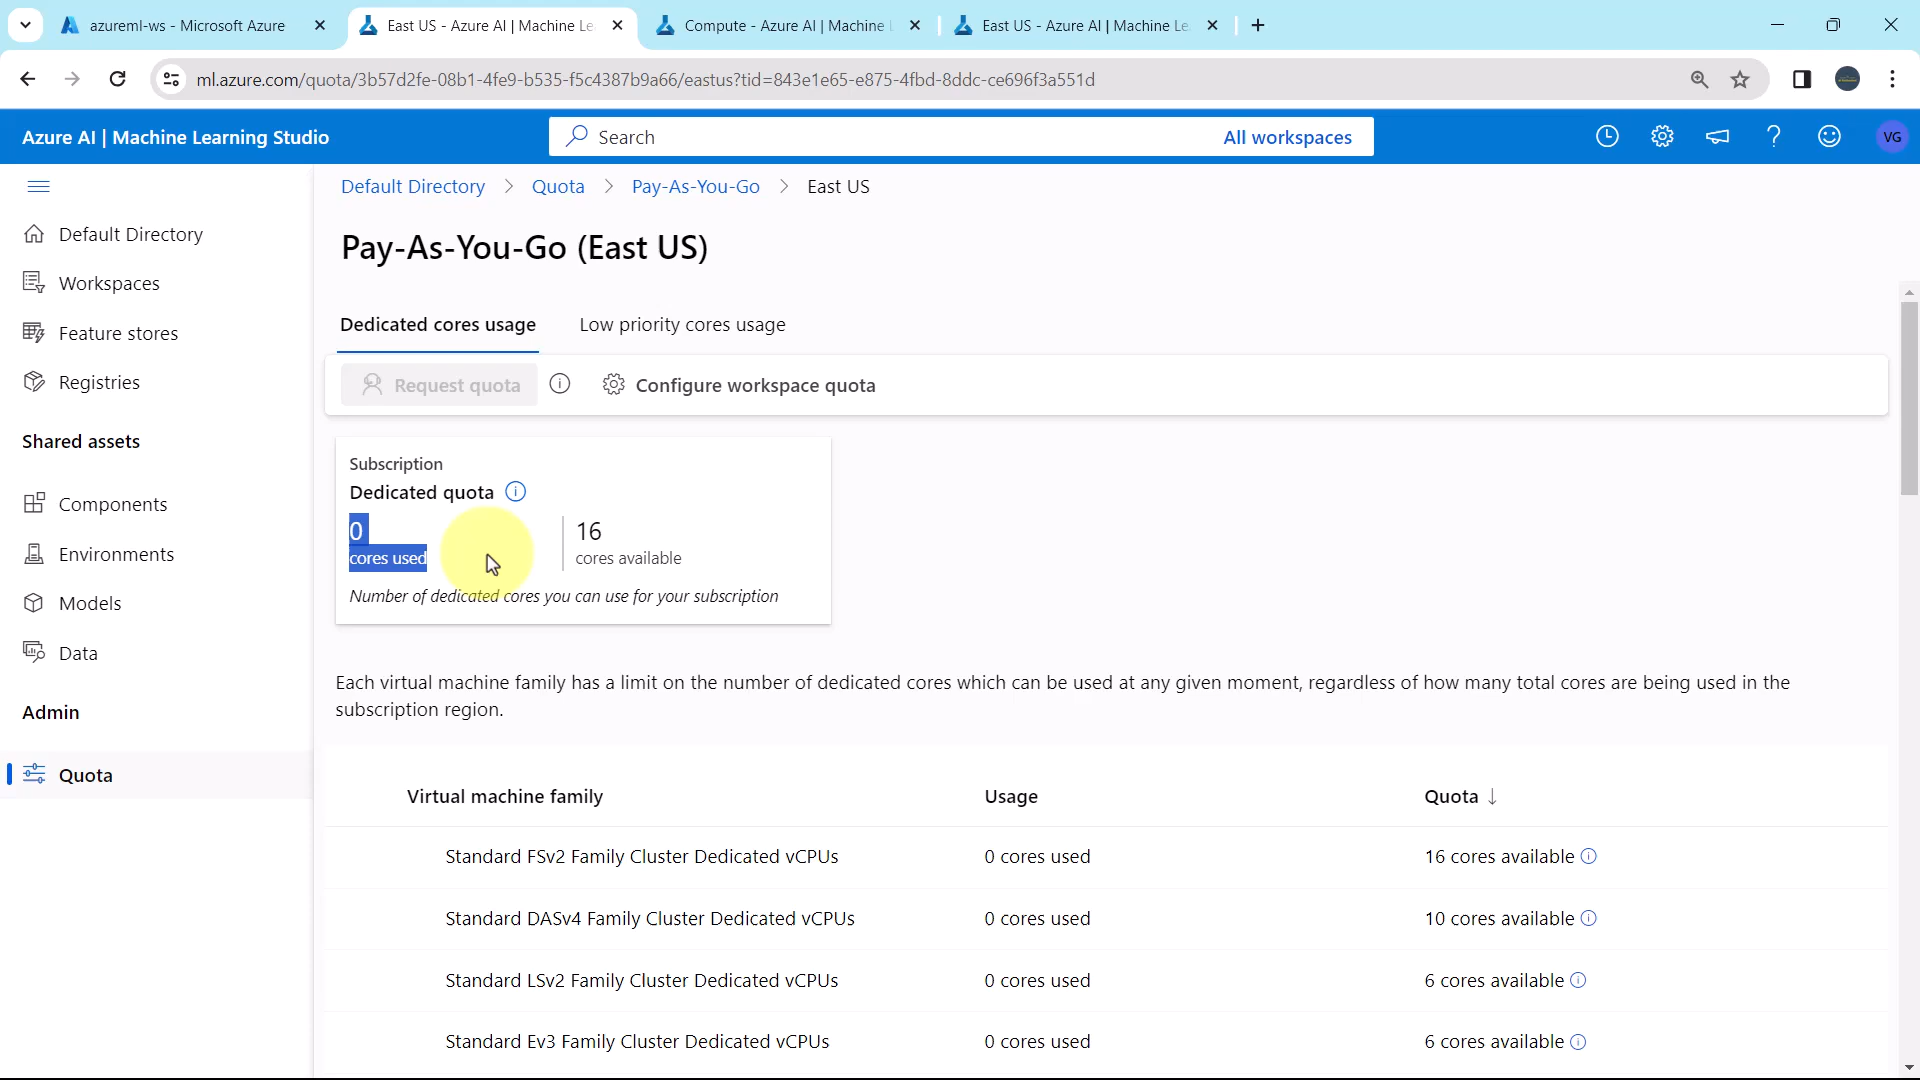 azureml-ws - Microsoft Azure
East US - Azure AI | Machine Le
Compute - Azure AI | Machine L
East US - Azure AI | Machine Le
ml.azure.com/quota/3b57d2fe-08b1-4fe9-b535-f5c4387b9a66/eastus?tid=843e1e65-e875-4fbd-8ddc-ce696f3a551d
Azure AI | Machine Learning Studio
Search
All workspaces
VG
Default Directory
Workspaces
Feature stores
Registries
Shared assets
Components
Environments
Models
Data
Admin
Quota
Default Directory > Quota > Pay-As-You-Go > East US
Pay-As-You-Go (East US)
Dedicated cores usage
Low priority cores usage
Request quota
Configure workspace quota
Subscription
Dedicated quota
0
cores used
16
cores available
Number of dedicated cores you can use for your subscription
Each virtual machine family has a limit on the number of dedicated cores which can be used at any given moment, regardless of how many total cores are being used in the
subscription region.
Virtual machine family Usage Quota ↓
Standard FSv2 Family Cluster Dedicated vCPUs 0 cores used 16 cores available
Standard DASv4 Family Cluster Dedicated vCPUs 0 cores used 10 cores available
Standard LSv2 Family Cluster Dedicated vCPUs 0 cores used 6 cores available
Standard Ev3 Family Cluster Dedicated vCPUs 0 cores used 6 cores available